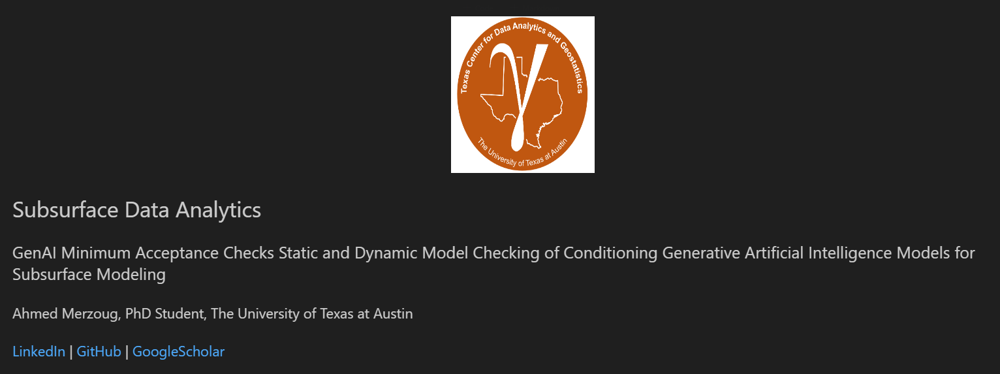 Texas Center for Data Analytics and Geostatistics
The University of Texas at Austin
Subsurface Data Analytics
GenAI Minimum Acceptance Checks Static and Dynamic Model Checking of Conditioning Generative Artificial Intelligence Models for
Subsurface Modeling
Ahmed Merzoug, PhD Student, The University of Texas at Austin
LinkedIn | GitHub | GoogleScholar